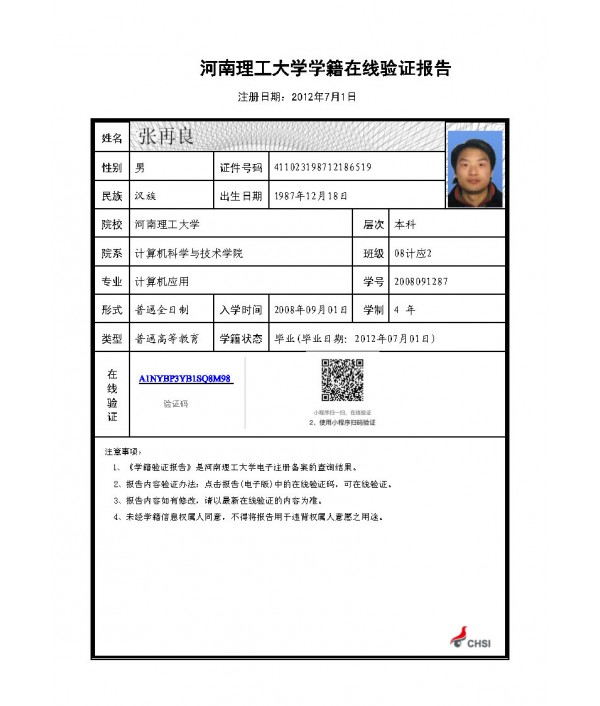 河南理工大学学籍在线验证报告
注册日期：2012年7月1日
姓名 张再良
性别 男 证件号码 411023198712186519
民族 汉族 出生日期 1987年12月18日
院校 河南理工大学 层次 本科
院系 计算机科学与技术学院 班级 08计应2
专业 计算机应用 学号 2008091287
形式 普通全日制 入学时间 2008年09月01日 学制 4 年
类型 普通高等教育 学籍状态 毕业(毕业日期：2012年07月01日)
在线验证 A1NYBP3YB1SQ8M98
验证码
小程序扫一扫，在线验证
2、使用小程序扫码验证
注意事项：
1、《学籍验证报告》是河南理工大学电子注册备案的查询结果。
2、报告内容验证办法：点击报告(电子版)中的在线验证码，可在线验证。
3、报告内容如有修改，请以最新在线验证的内容为准。
4、未经学籍信息权属人同意，不得将报告用于违背权属人意愿之用途。
CHSI